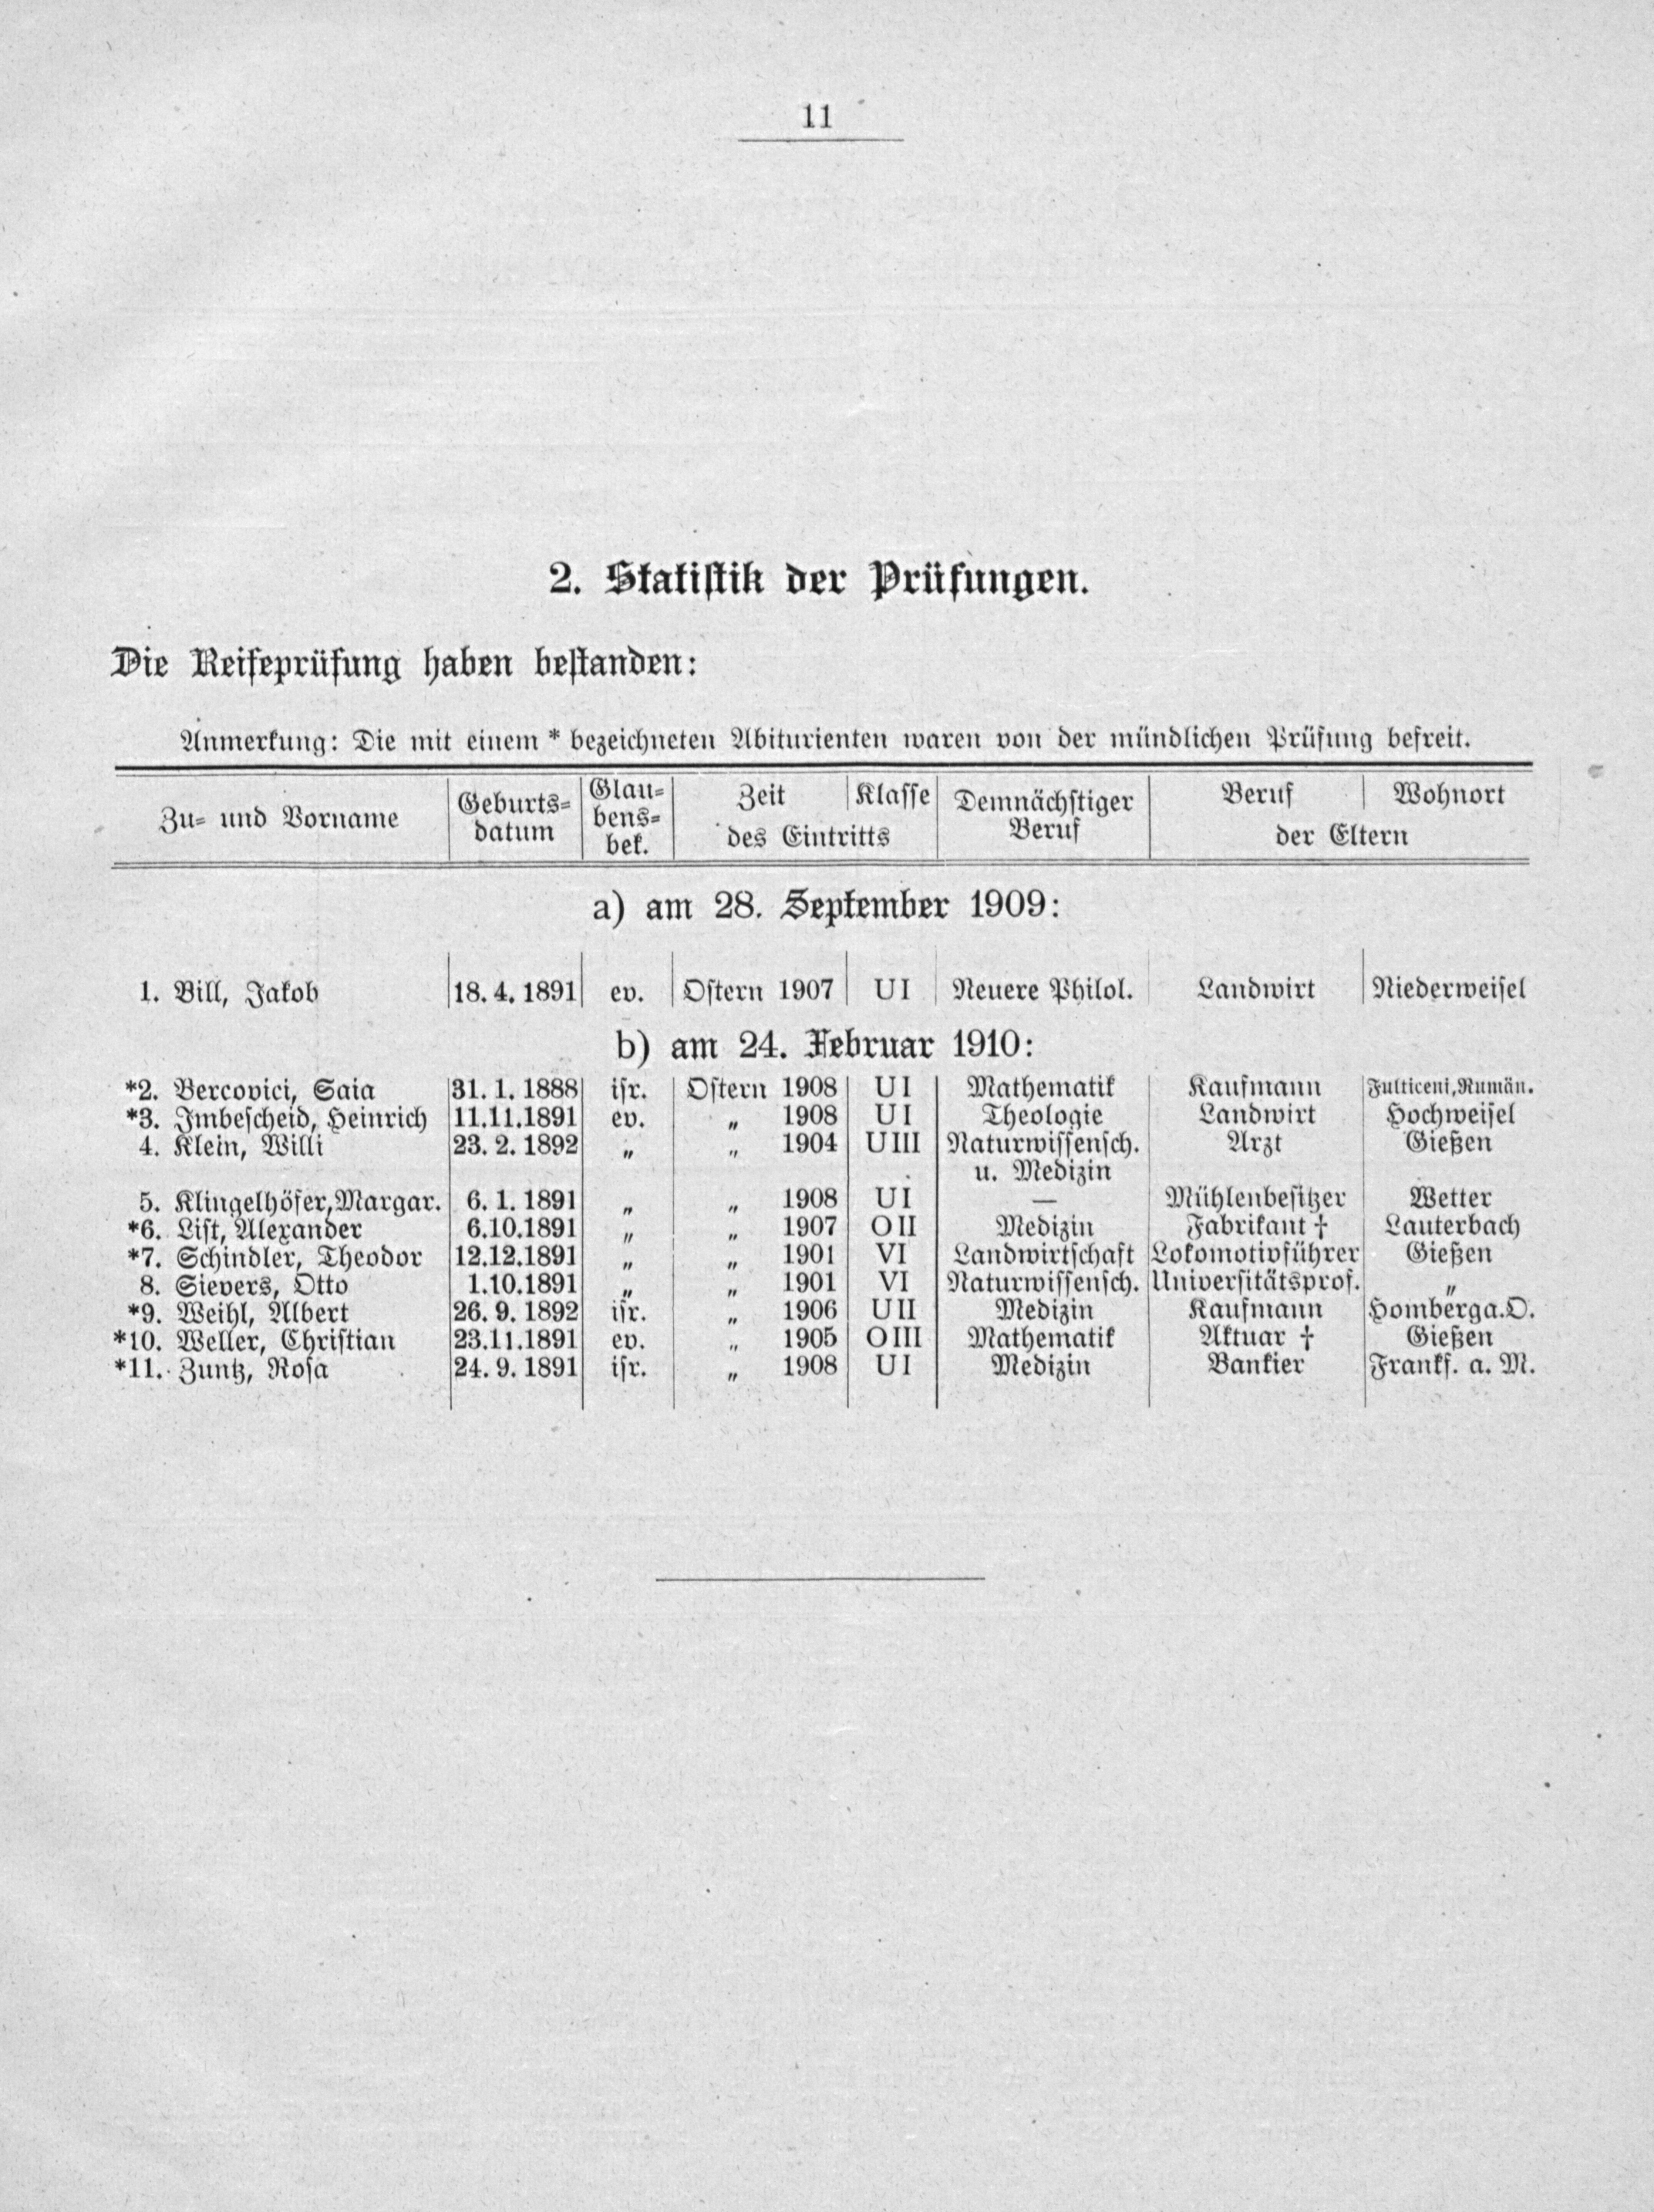 11
2. Statistik der Prüfungen.
Die Reifeprüfung haben bestanden:
Anmerkung: Die mit einem * bezeichneten Abiturienten waren von der mündlichen Prüfung befreit.
Zu- und Vorname | Geburts-datum | Glau-bens-bek. | Zeit | Klasse des Eintritts | Demnächstiger Beruf | Beruf | Wohnort der Eltern
a) am 28. September 1909:
1. Bill, Jakob 18. 4. 1891 ev. Ostern 1907 UI Neuere Philol. Landwirt Niederweisel
b) am 24. Februar 1910:
*2. Bercovici, Saia 31. 1. 1888 isr. Ostern 1908 UI Mathematik Kaufmann Fulticeni, Rumän.
*3. Imbescheid, Heinrich 11.11.1891 ev. „ 1908 UI Theologie Landwirt Hochweisel
4. Klein, Willi 23. 2. 1892 „ „ 1904 UIII Naturwissensch. Arzt Gießen
u. Medizin
5. Klingelhöfer, Margar. 6. 1. 1891 „ „ 1908 UI — Mühlenbesitzer Wetter
*6. List, Alexander 6.10.1891 „ „ 1907 OII Medizin Fabrikant † Lauterbach
*7. Schindler, Theodor 12.12.1891 „ „ 1901 VI Landwirtschaft Lokomotivführer Gießen
8. Sievers, Otto 1.10.1891 „ „ 1901 VI Naturwissensch. Universitätsprof. „
*9. Weihl, Albert 26. 9. 1892 isr. „ 1906 UII Medizin Kaufmann Homberg a. O.
*10. Weller, Christian 23.11.1891 ev. „ 1905 OIII Mathematik Aktuar † Gießen
*11. Zuntz, Rosa 24. 9. 1891 isr. „ 1908 UI Medizin Bankier Frankf. a. M.